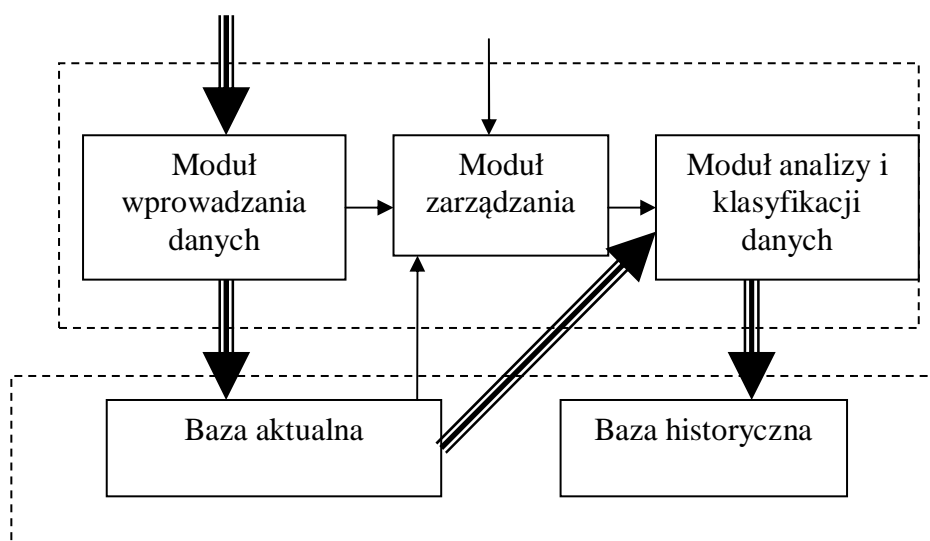 Moduł
wprowadzania
danych
Moduł
zarządzania
Moduł analizy i
klasyfikacji
danych
Baza aktualna
Baza historyczna